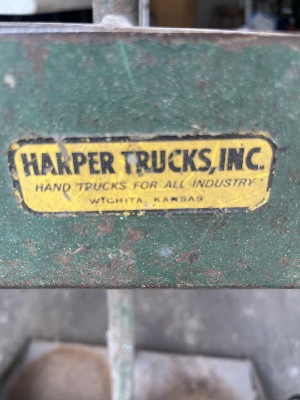 HARPER TRUCKS, INC.
HAND TRUCKS FOR ALL INDUSTRY
WICHITA, KANSAS